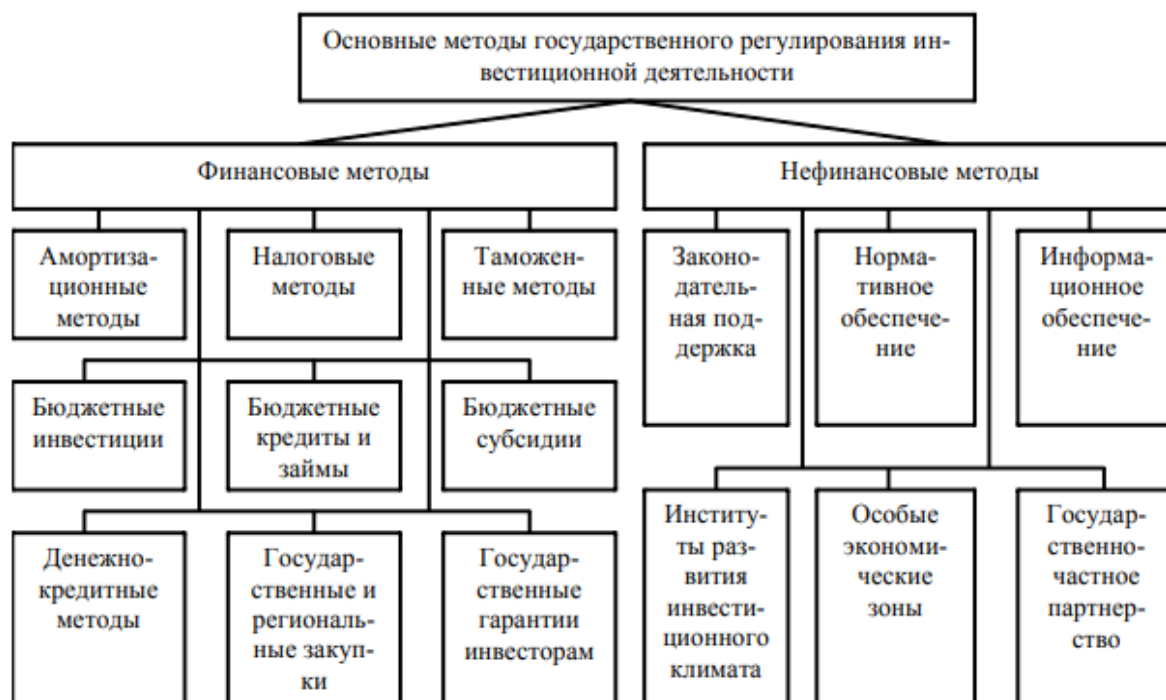 Основные методы государственного регулирования ин-
вестиционной деятельности
Финансовые методы
Нефинансовые методы
Амортиза-
ционные
методы
Налоговые
методы
Таможен-
ные методы
Законо-
датель-
ная под-
держка
Норма-
тивное
обеспече-
ние
Информа-
ционное
обеспече-
ние
Бюджетные
инвестиции
Бюджетные
кредиты и
займы
Бюджетные
субсидии
Денежно-
кредитные
методы
Государ-
ственные и
региональ-
ные закуп-
ки
Государ-
ственные
гарантии
инвесторам
Институ-
ты раз-
вития
инвести-
ционного
климата
Особые
экономи-
ческие
зоны
Государ-
ственно-
частное
партнер-
ство